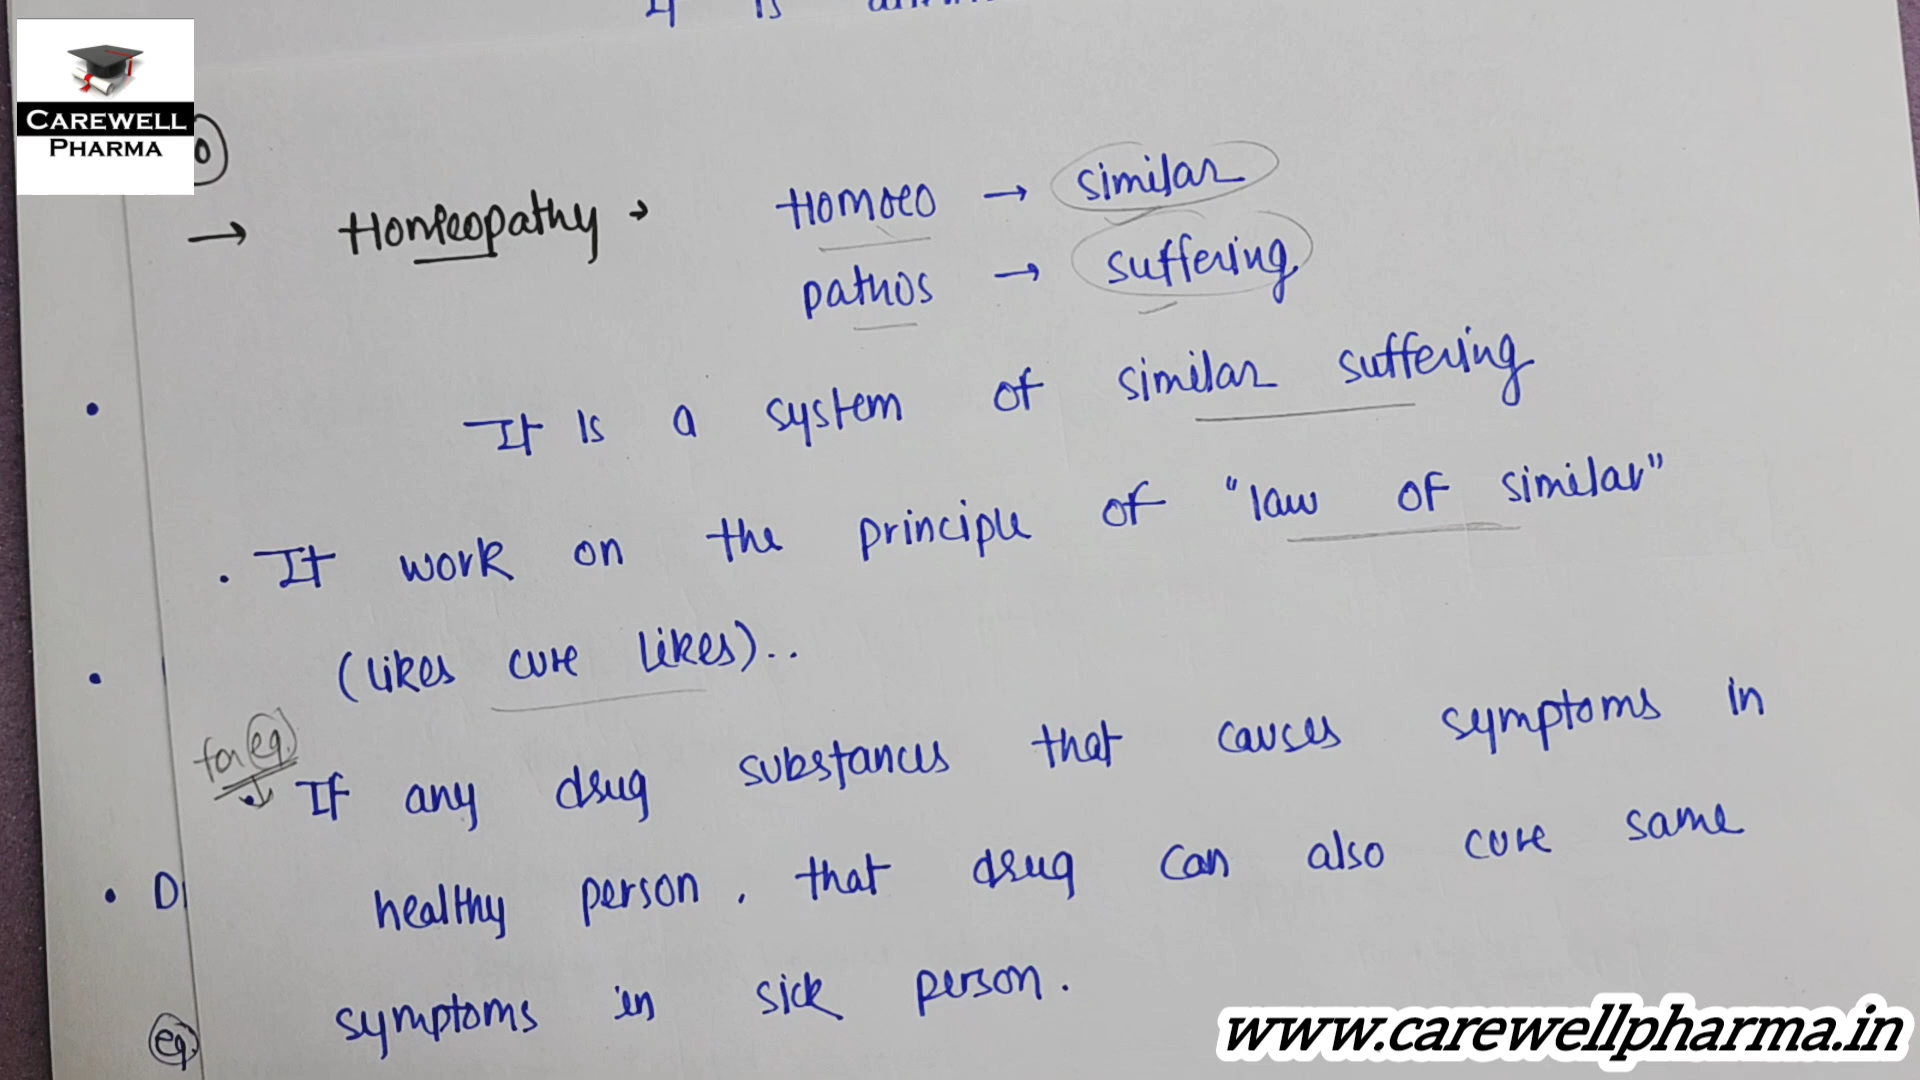 It is
CAREWELL
PHARMA
→ Homeopathy → Homoeo → similar
pathos → suffering
It is a system of similar suffering
. It work on the principle of "law of similar"
(likes cure likes)..
for eg.
. If any drug substances that causes symptoms in
healthy person, that drug can also cure same
symptoms in sick person.
eg.
www.carewellpharma.in